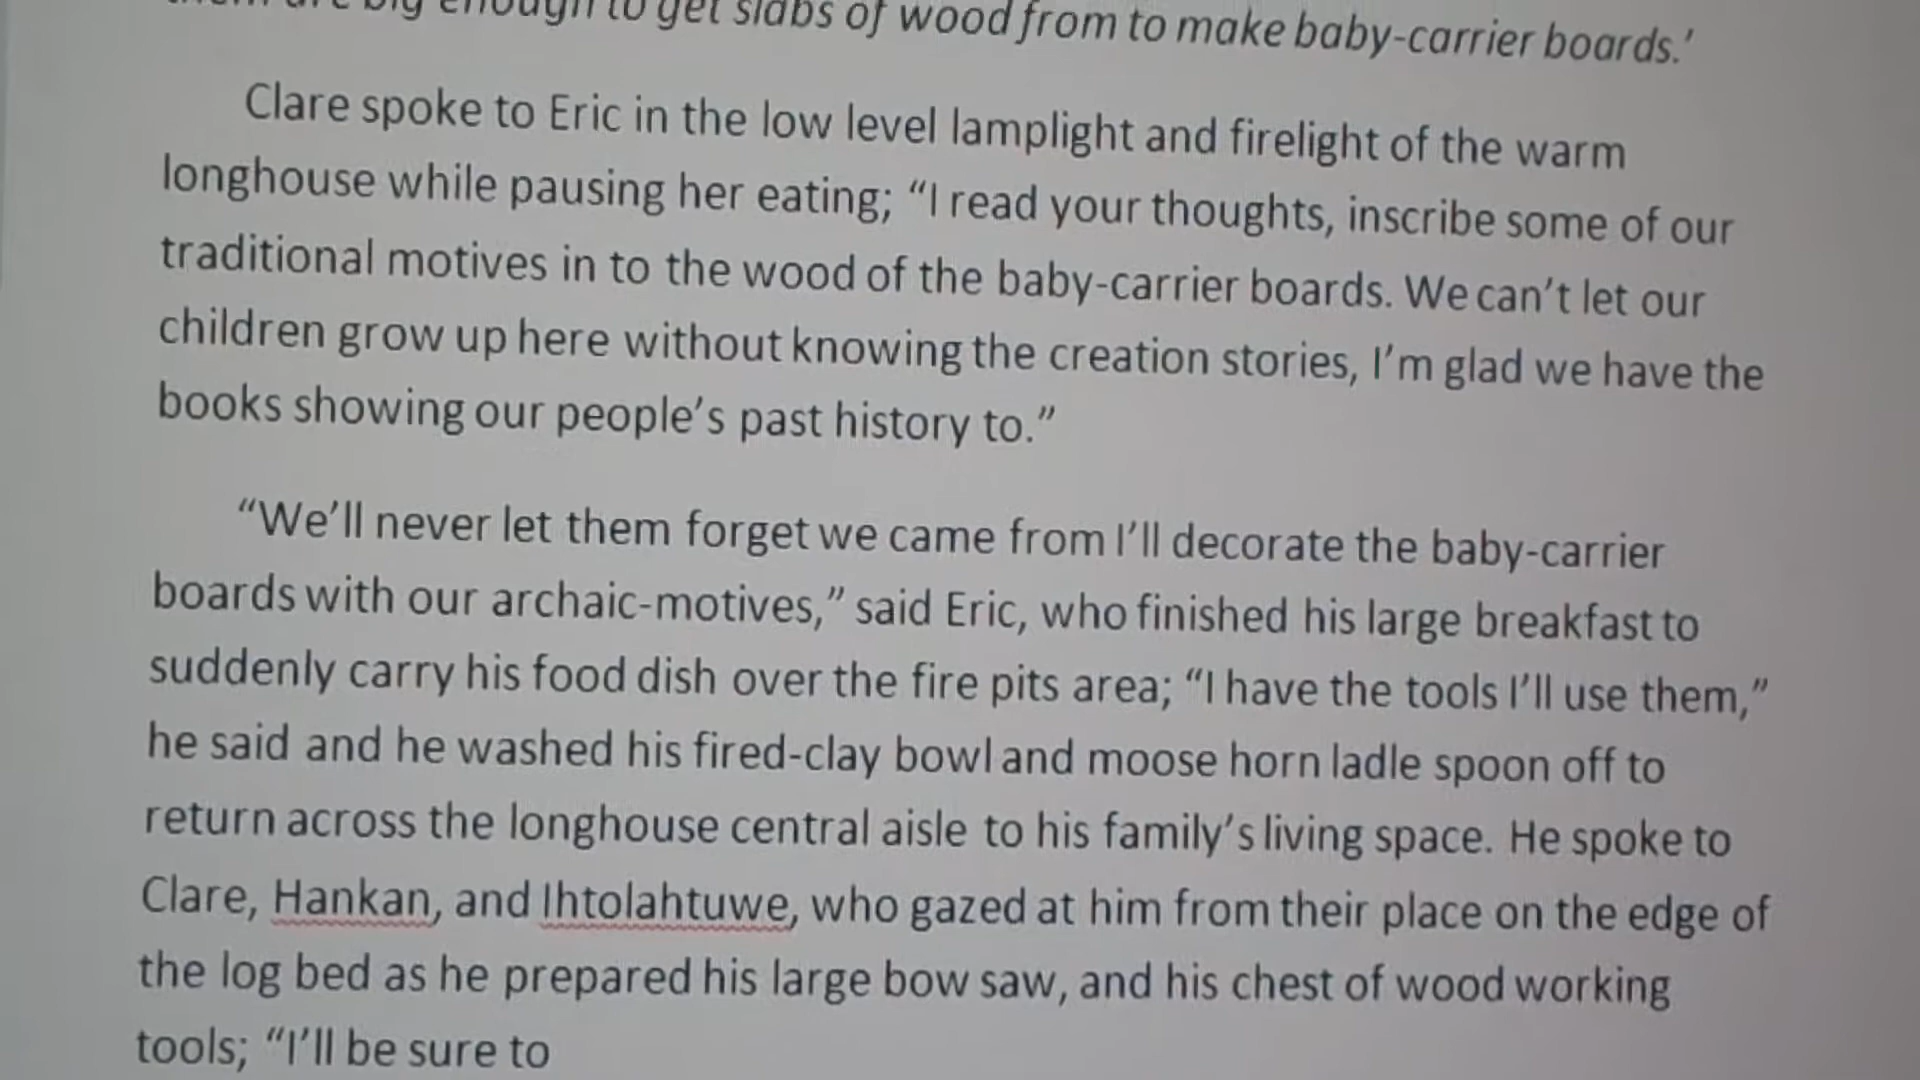 them are big enough to get slabs of wood from to make baby-carrier boards.’
Clare spoke to Eric in the low level lamplight and firelight of the warm
longhouse while pausing her eating; “I read your thoughts, inscribe some of our
traditional motives in to the wood of the baby-carrier boards. We can’t let our
children grow up here without knowing the creation stories, I’m glad we have the
books showing our people’s past history to.”
“We’ll never let them forget we came from I’ll decorate the baby-carrier
boards with our archaic-motives,” said Eric, who finished his large breakfast to
suddenly carry his food dish over the fire pits area; “I have the tools I’ll use them,”
he said and he washed his fired-clay bowl and moose horn ladle spoon off to
return across the longhouse central aisle to his family’s living space. He spoke to
Clare, Hankan, and Ihtolahtuwe, who gazed at him from their place on the edge of
the log bed as he prepared his large bow saw, and his chest of wood working
tools; “I’ll be sure to